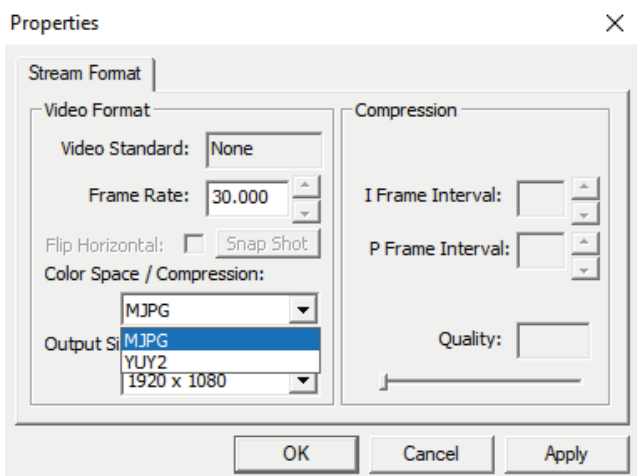 Properties
Stream Format
Video Format
Video Standard: None
Frame Rate: 30.000
Flip Horizontal: Snap Shot
Color Space / Compression:
MJPG
MJPG
YUY2
Output Si
1920 x 1080
Compression
I Frame Interval:
P Frame Interval:
Quality:
OK Cancel Apply